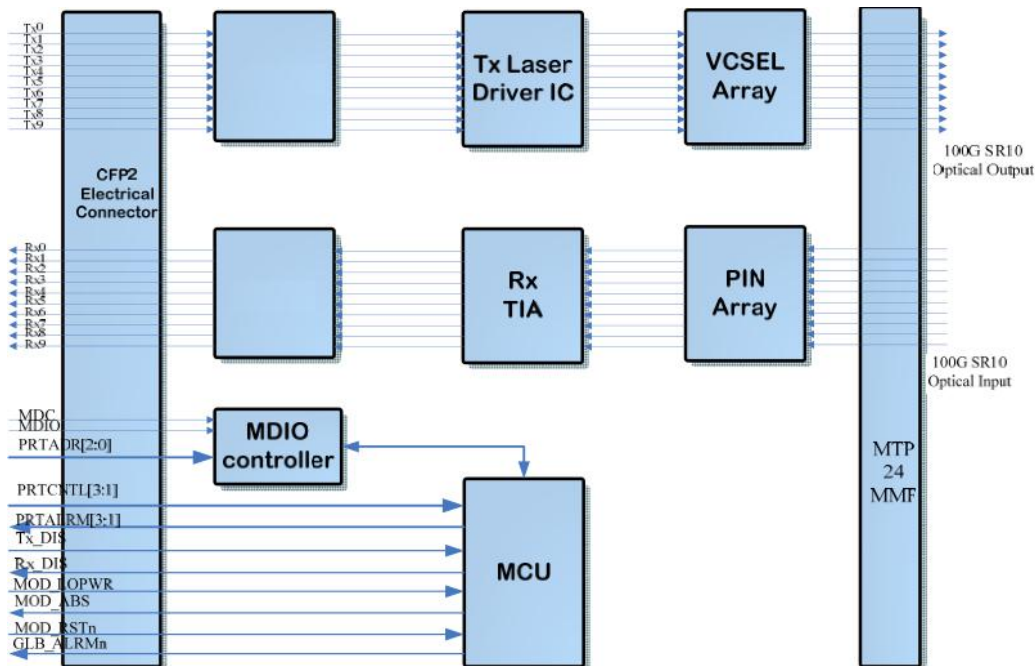 Tx0
Tx1
Tx2
Tx3
Tx4
Tx5
Tx6
Tx7
Tx8
Tx9
Tx Laser
Driver IC
VCSEL
Array
100G SR10
Optical Output
CFP2
Electrical
Connector
Rx0
Rx1
Rx2
Rx3
Rx4
Rx5
Rx6
Rx7
Rx8
Rx9
Rx
TIA
PIN
Array
100G SR10
Optical Input
MDC
MDIO
PRTADR[2:0]
MDIO
controller
MTP
24
MMF
PRTCNTL[3:1]
PRTALRM[3:1]
Tx_DIS
Rx_DIS
MOD_LOPWR
MOD_ABS
MOD_RSTn
GLB_ALRMn
MCU